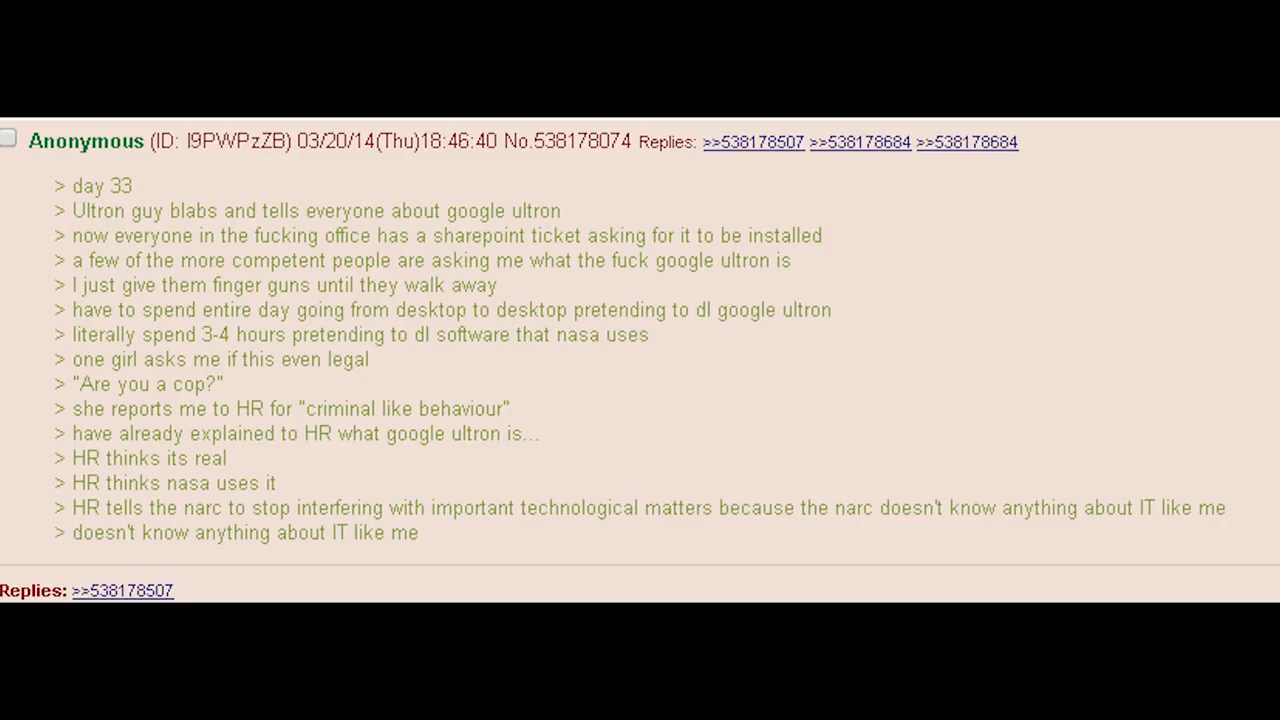 Anonymous (ID: I9PWPzZB) 03/20/14(Thu)18:46:40 No.538178074 Replies: >>538178507 >>538178684 >>538178684
> day 33
> Ultron guy blabs and tells everyone about google ultron
> now everyone in the fucking office has a sharepoint ticket asking for it to be installed
> a few of the more competent people are asking me what the fuck google ultron is
> I just give them finger guns until they walk away
> have to spend entire day going from desktop to desktop pretending to dl google ultron
> literally spend 3-4 hours pretending to dl software that nasa uses
> one girl asks me if this even legal
> "Are you a cop?"
> she reports me to HR for "criminal like behaviour"
> have already explained to HR what google ultron is...
> HR thinks its real
> HR thinks nasa uses it
> HR tells the narc to stop interfering with important technological matters because the narc doesn't know anything about IT like me
> doesn't know anything about IT like me
Replies: >>538178507